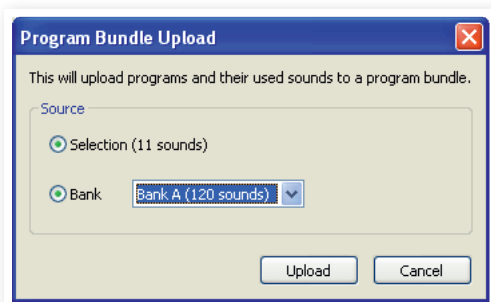 Program Bundle Upload
This will upload programs and their used sounds to a program bundle.
Source
Selection (11 sounds)
Bank Bank A (120 sounds)
Upload Cancel